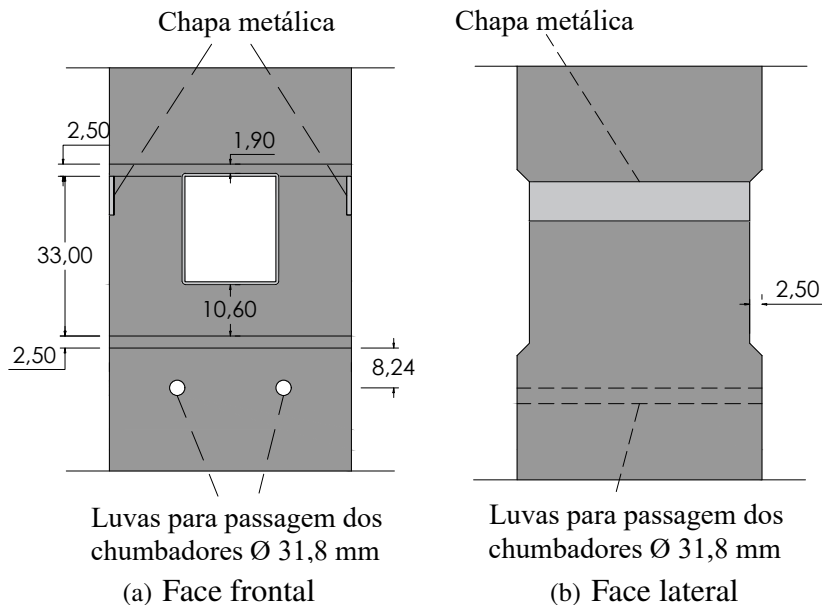 Chapa metálica
2,50
1,90
33,00
10,60
2,50
8,24
Luvas para passagem dos
chumbadores Ø 31,8 mm
(a) Face frontal
Chapa metálica
2,50
Luvas para passagem dos
chumbadores Ø 31,8 mm
(b) Face lateral